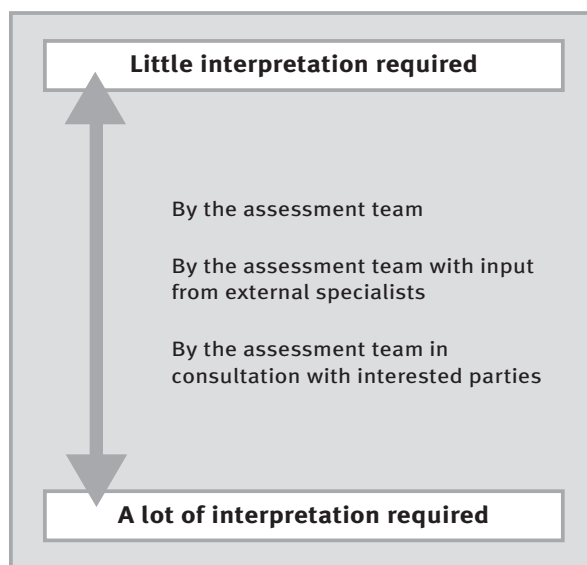 Little interpretation required
By the assessment team
By the assessment team with input
from external specialists
By the assessment team in
consultation with interested parties
A lot of interpretation required